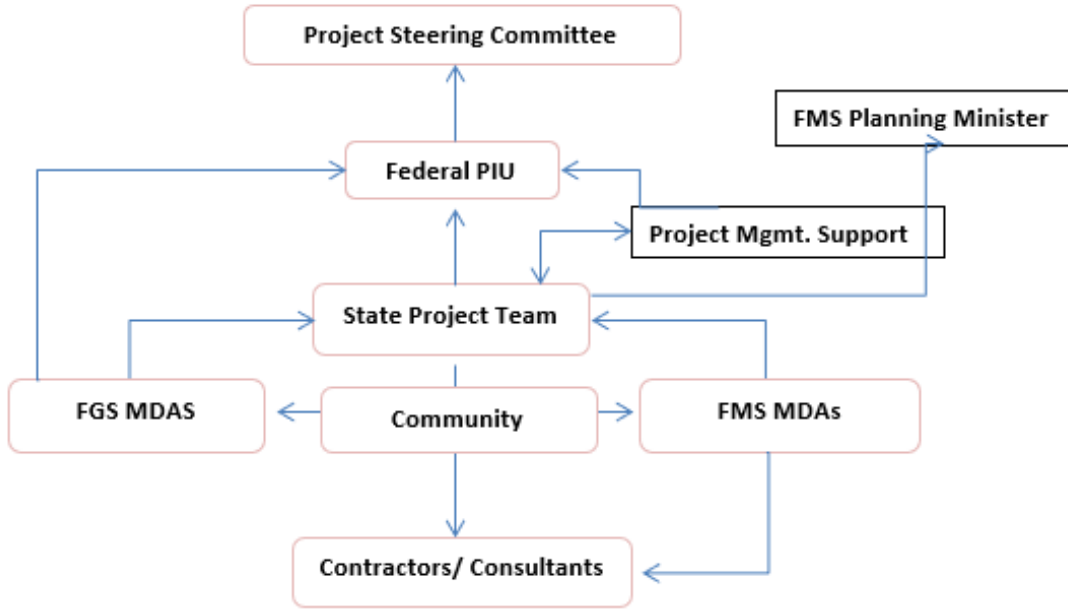 Project Steering Committee
FMS Planning Minister
Federal PIU
Project Mgmt. Support
State Project Team
FGS MDAS
Community
FMS MDAs
Contractors/ Consultants